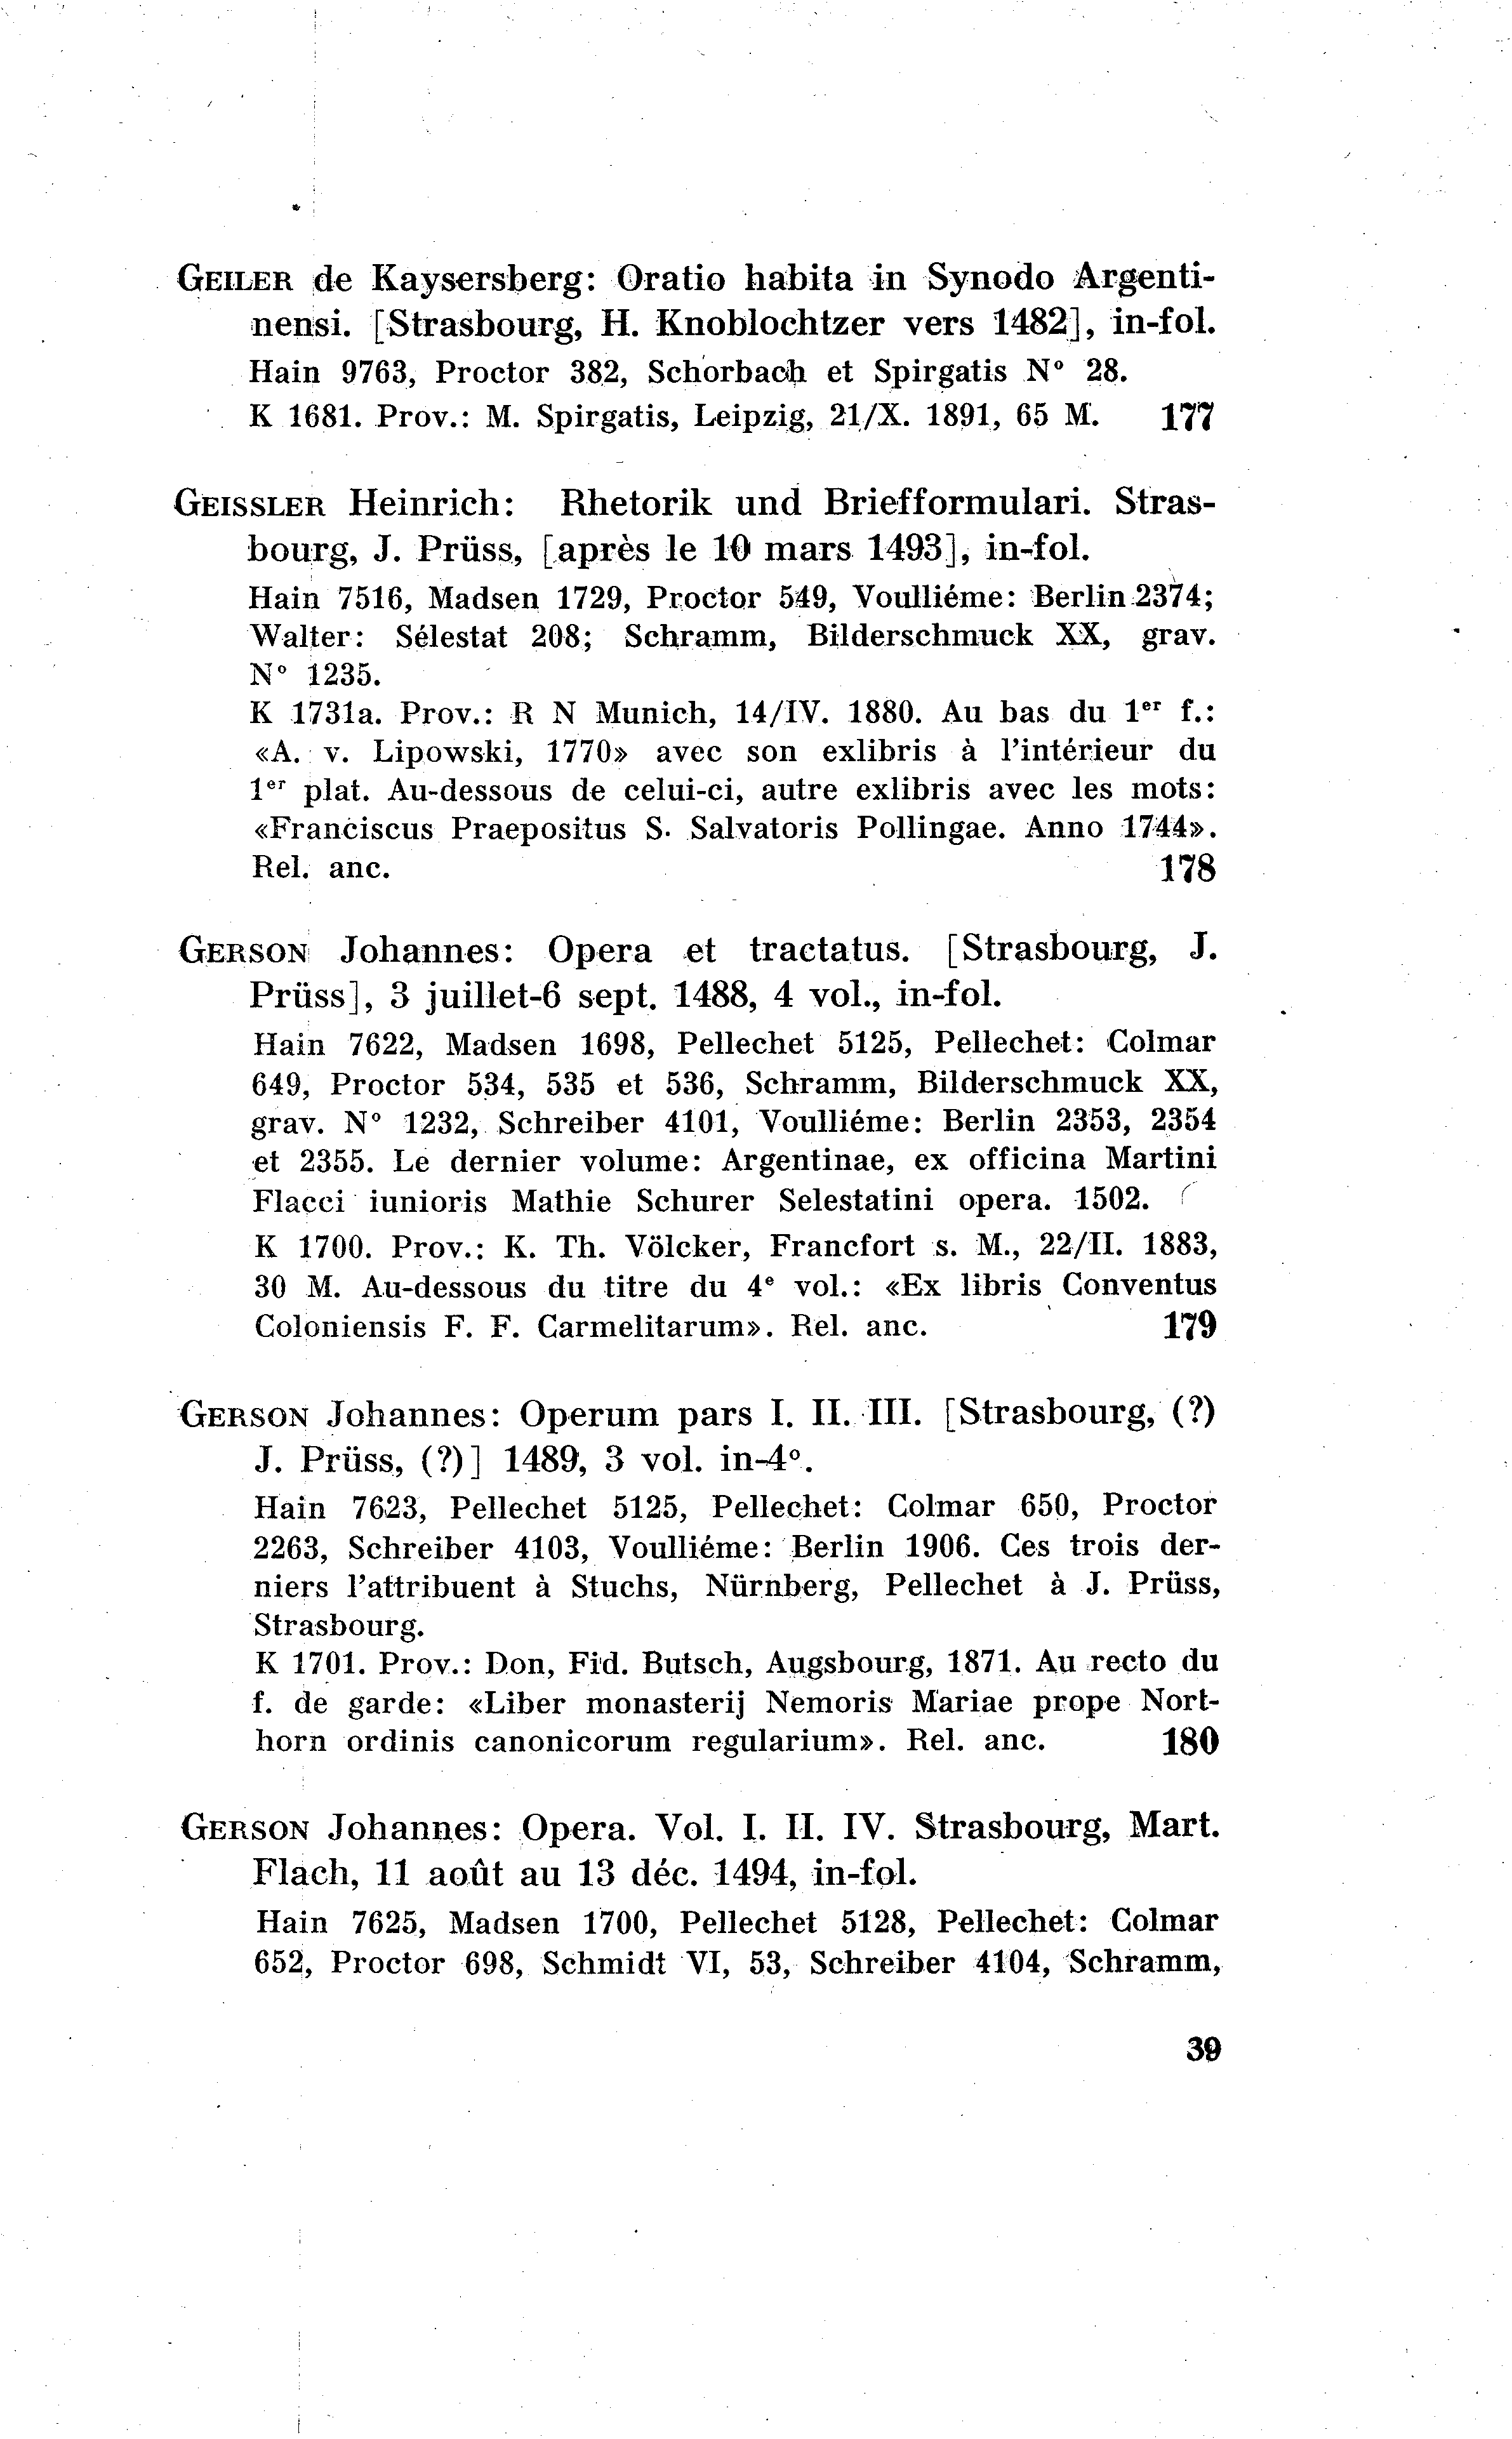 GEILER de Kaysersberg: Oratio habita in Synodo Argenti-
nensi. [Strasbourg, H. Knoblochtzer vers 1482], in-fol.
Hain 9763, Proctor 382, Schorbach et Spirgatis N° 28.
K 1681. Prov.: M. Spirgatis, Leipzig, 21/X. 1891, 65 M. 177
GEISSLER Heinrich: Rhetorik und Briefformulari. Stras-
bourg, J. Prüss, [après le 10 mars 1493], in-fol.
Hain 7516, Madsen 1729, Proctor 549, Voulliéme: Berlin 2374;
Walter: Sélestat 208; Schramm, Bilderschmuck XX, grav.
N° 1235.
K 1731a. Prov.: R N Munich, 14/IV. 1880. Au bas du 1er f.:
«A. v. Lipowski, 1770» avec son exlibris à l'intérieur du
1er plat. Au-dessous de celui-ci, autre exlibris avec les mots:
«Franciscus Praepositus S. Salvatoris Pollingae. Anno 1744».
Rel. anc. 178
GERSON Johannes: Opera et tractatus. [Strasbourg, J.
Prüss], 3 juillet-6 sept. 1488, 4 vol., in-fol.
Hain 7622, Madsen 1698, Pellechet 5125, Pellechet: Colmar
649, Proctor 534, 535 et 536, Schramm, Bilderschmuck XX,
grav. N° 1232, Schreiber 4101, Voulliéme: Berlin 2353, 2354
et 2355. Le dernier volume: Argentinae, ex officina Martini
Flacci iunioris Mathie Schurer Selestatini opera. 1502.
K 1700. Prov.: K. Th. Völcker, Francfort s. M., 22/II. 1883,
30 M. Au-dessous du titre du 4e vol.: «Ex libris Conventus
Coloniensis F. F. Carmelitarum». Rel. anc. 179
GERSON Johannes: Operum pars I. II. III. [Strasbourg, (?)
J. Prüss, (?)] 1489, 3 vol. in-4°.
Hain 7623, Pellechet 5125, Pellechet: Colmar 650, Proctor
2263, Schreiber 4103, Voulliéme: Berlin 1906. Ces trois der-
niers l'attribuent à Stuchs, Nürnberg, Pellechet à J. Prüss,
Strasbourg.
K 1701. Prov.: Don, Fid. Butsch, Augsbourg, 1871. Au recto du
f. de garde: «Liber monasterij Nemoris Mariae prope Nort-
horn ordinis canonicorum regularium». Rel. anc. 180
GERSON Johannes: Opera. Vol. I. II. IV. Strasbourg, Mart.
Flach, 11 août au 13 déc. 1494, in-fol.
Hain 7625, Madsen 1700, Pellechet 5128, Pellechet: Colmar
652, Proctor 698, Schmidt VI, 53, Schreiber 4104, Schramm,
39